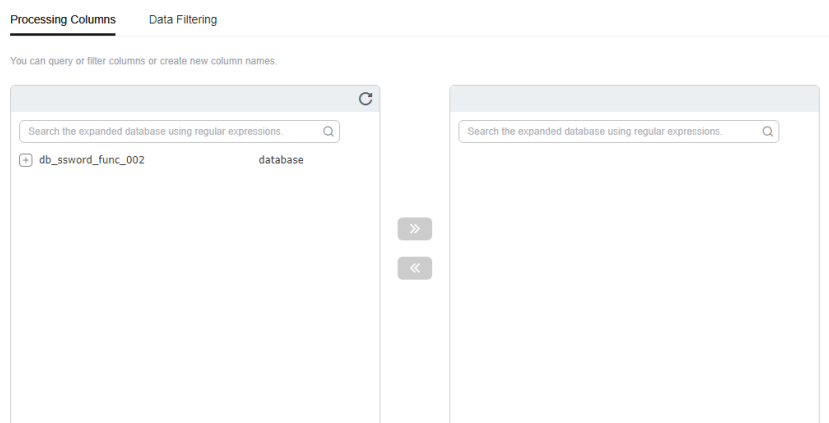 Processing Columns Data Filtering
You can query or filter columns or create new column names.
Search the expanded database using regular expressions. Search the expanded database using regular expressions.
db_ssword_func_002 database